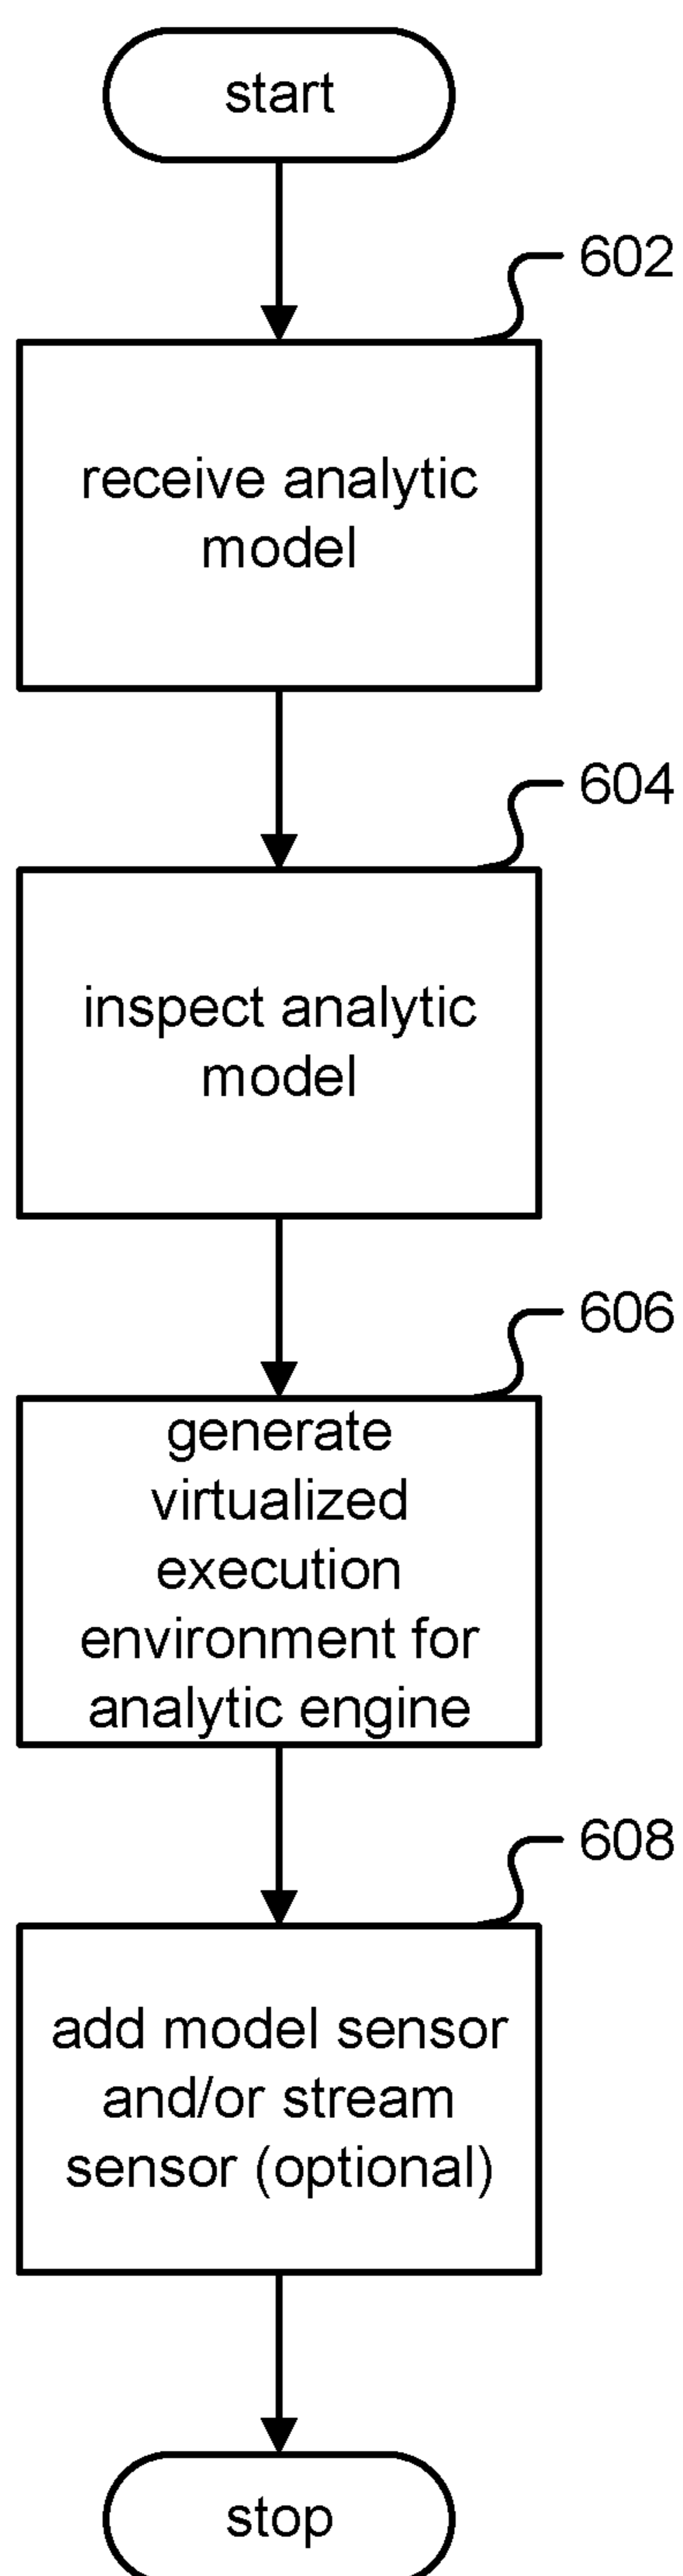 start
602
receive analytic
model
604
inspect analytic
model
606
generate
virtualized
execution
environment for
analytic engine
608
add model sensor
and/or stream
sensor (optional)
stop